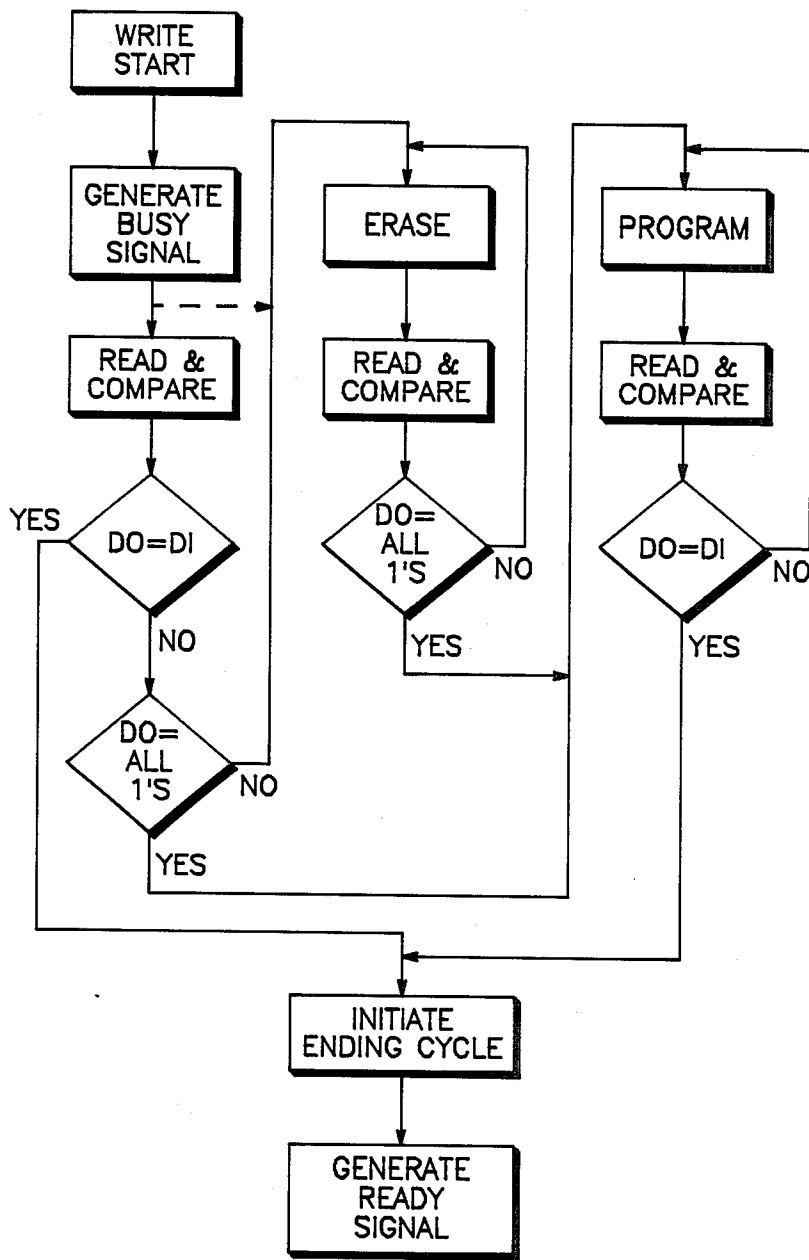 WRITE
START
GENERATE
BUSY
SIGNAL
READ &
COMPARE
YES
DO=DI
NO
DO=
ALL
1'S
NO
YES
ERASE
READ &
COMPARE
DO=
ALL
1'S
NO
YES
PROGRAM
READ &
COMPARE
DO=DI
NO
YES
INITIATE
ENDING CYCLE
GENERATE
READY
SIGNAL